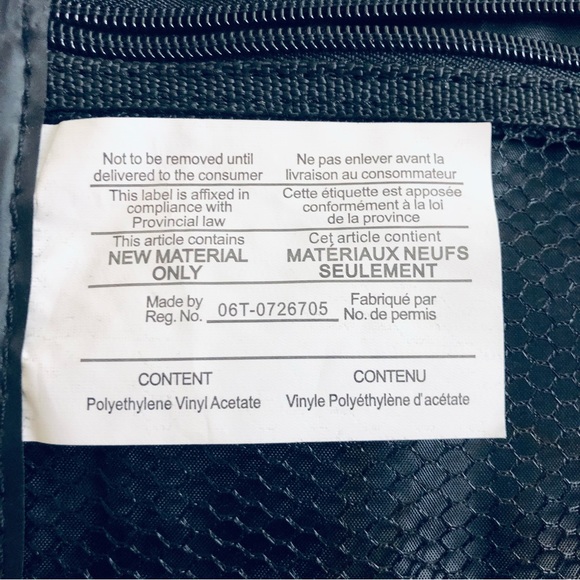 Not to be removed until
delivered to the consumer
Ne pas enlever avant la
livraison au consommateur
This label is affixed in
compliance with
Provincial law
Cette étiquette est apposée
conformément à la loi
de la province
This article contains
NEW MATERIAL
ONLY
Cet article contient
MATÉRIAUX NEUFS
SEULEMENT
Made by
Reg. No. 06T-0726705
Fabriqué par
No. de permis
CONTENT
Polyethylene Vinyl Acetate
CONTENU
Vinyle Polyéthylène d'acétate